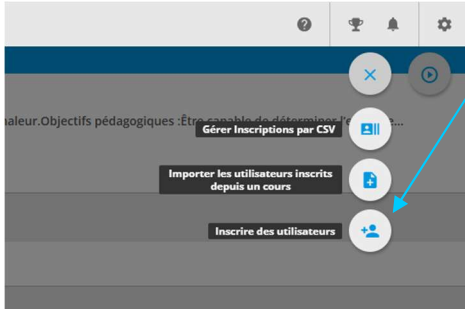 haleur.Objectifs pédagogiques :Être capable de déterminer l'e
Gérer Inscriptions par CSV
Importer les utilisateurs inscrits
depuis un cours
Inscrire des utilisateurs